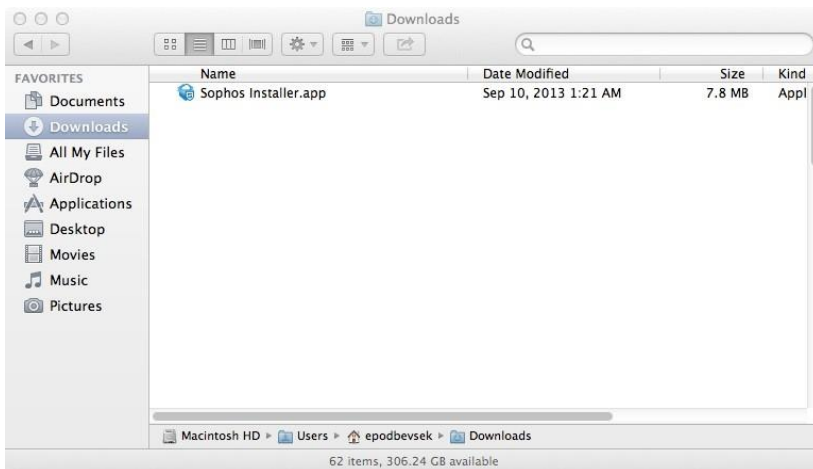 Downloads
FAVORITES
Documents
Downloads
All My Files
AirDrop
Applications
Desktop
Movies
Music
Pictures
Name Date Modified Size Kind
Sophos Installer.app Sep 10, 2013 1:21 AM 7.8 MB Appl
Macintosh HD Users epodbevsek Downloads
62 items, 306.24 GB available